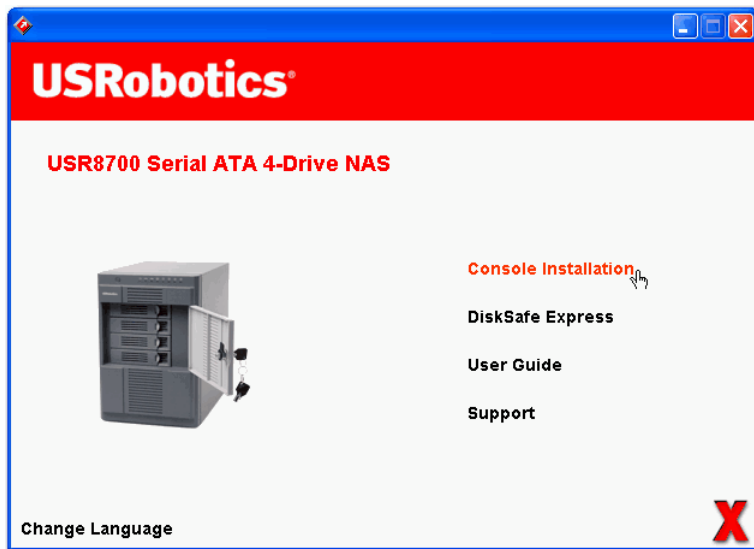 USRobotics®
USR8700 Serial ATA 4-Drive NAS
Console Installation
DiskSafe Express
User Guide
Support
Change Language
X